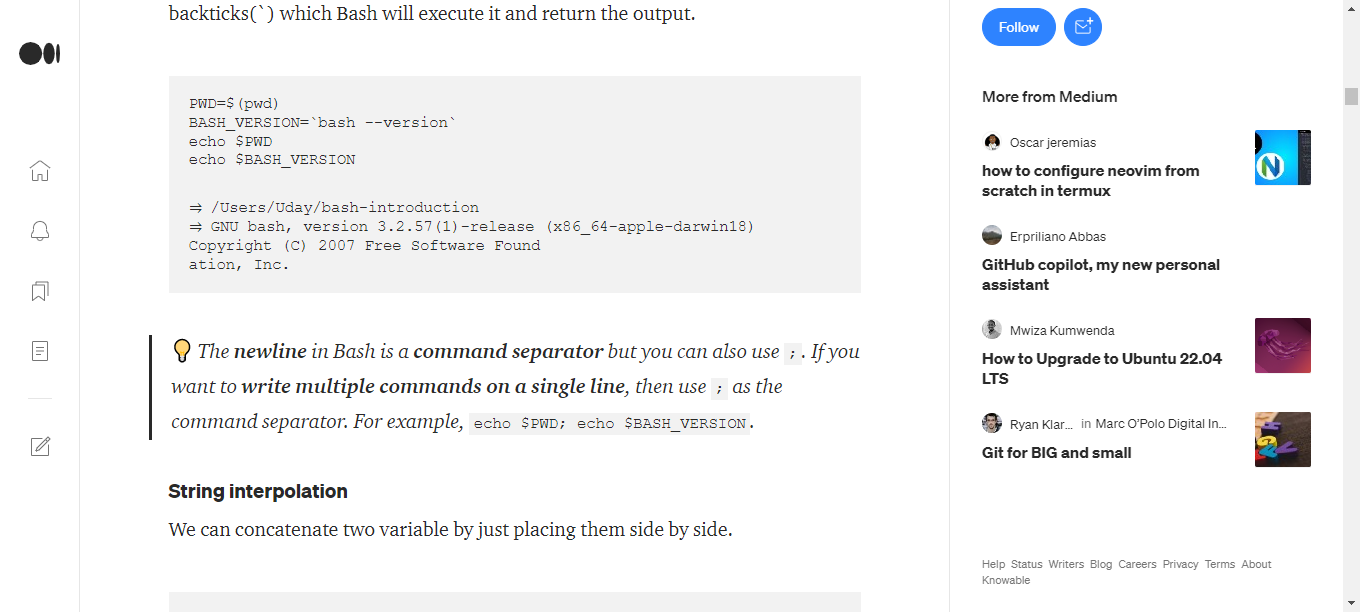 backticks(`) which Bash will execute it and return the output.
PWD=$(pwd)
BASH_VERSION=`bash --version`
echo $PWD
echo $BASH_VERSION
⇒ /Users/Uday/bash-introduction
⇒ GNU bash, version 3.2.57(1)-release (x86_64-apple-darwin18)
Copyright (C) 2007 Free Software Found
ation, Inc.
💡 The newline in Bash is a command separator but you can also use ;. If you
want to write multiple commands on a single line, then use ; as the
command separator. For example, echo $PWD; echo $BASH_VERSION.
String interpolation
We can concatenate two variable by just placing them side by side.
Follow
More from Medium
Oscar jeremias
how to configure neovim from
scratch in termux
Erpriliano Abbas
GitHub copilot, my new personal
assistant
Mwiza Kumwenda
How to Upgrade to Ubuntu 22.04
LTS
Ryan Klar... in Marc O'Polo Digital In...
Git for BIG and small
Help Status Writers Blog Careers Privacy Terms About
Knowable